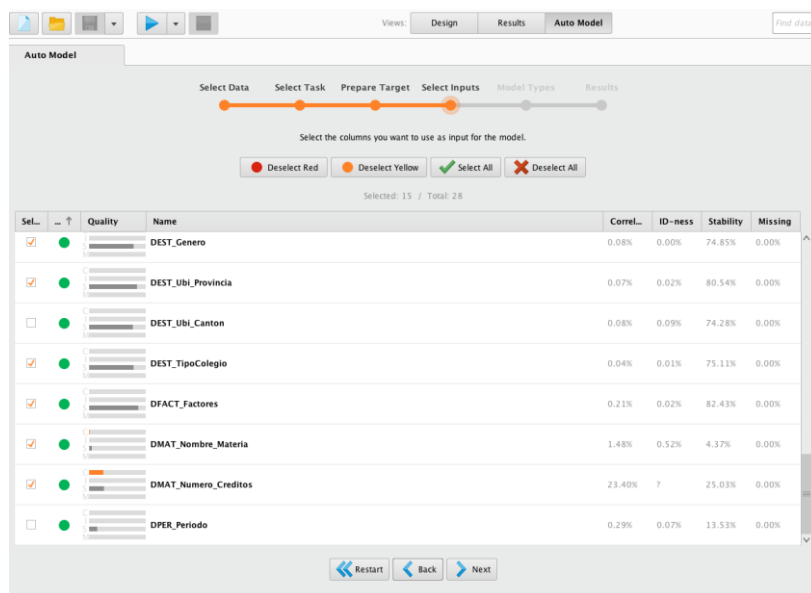 Views: Design Results Auto Model Find data
Auto Model
Select Data Select Task Prepare Target Select Inputs Model Types Results
Select the columns you want to use as input for the model.
Deselect Red Deselect Yellow Select All Deselect All
Selected: 15 / Total: 28
Sel... ... ↑ Quality Name Correl... ID-ness Stability Missing
DEST_Genero 0.08% 0.00% 74.85% 0.00%
DEST_Ubi_Provincia 0.07% 0.02% 80.54% 0.00%
DEST_Ubi_Canton 0.08% 0.09% 74.28% 0.00%
DEST_TipoColegio 0.04% 0.01% 75.11% 0.00%
DFACT_Factores 0.21% 0.02% 82.43% 0.00%
DMAT_Nombre_Materia 1.48% 0.52% 4.37% 0.00%
DMAT_Numero_Creditos 23.40% ? 25.03% 0.00%
DPER_Periodo 0.29% 0.07% 13.53% 0.00%
Restart Back Next